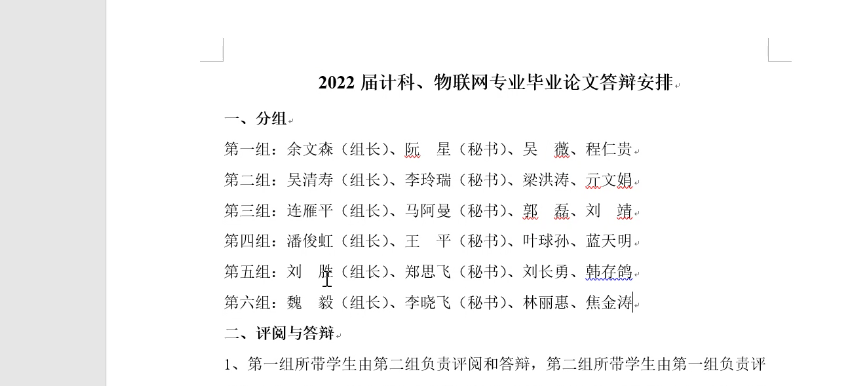 2022 届计科、物联网专业毕业论文答辩安排
一、分组
第一组：余文森（组长）、阮　星（秘书）、吴　薇、程仁贵
第二组：吴清寿（组长）、李玲瑞（秘书）、梁洪涛、亓文娟
第三组：连雁平（组长）、马阿曼（秘书）、郭　磊、刘　靖
第四组：潘俊虹（组长）、王　平（秘书）、叶球孙、蓝天明
第五组：刘　（组长）、郑思飞（秘书）、刘长勇、韩存鸽
第六组：魏　毅（组长）、李晓飞（秘书）、林丽惠、焦金涛
二、评阅与答辩
1、第一组所带学生由第二组负责评阅和答辩，第二组所带学生由第一组负责评